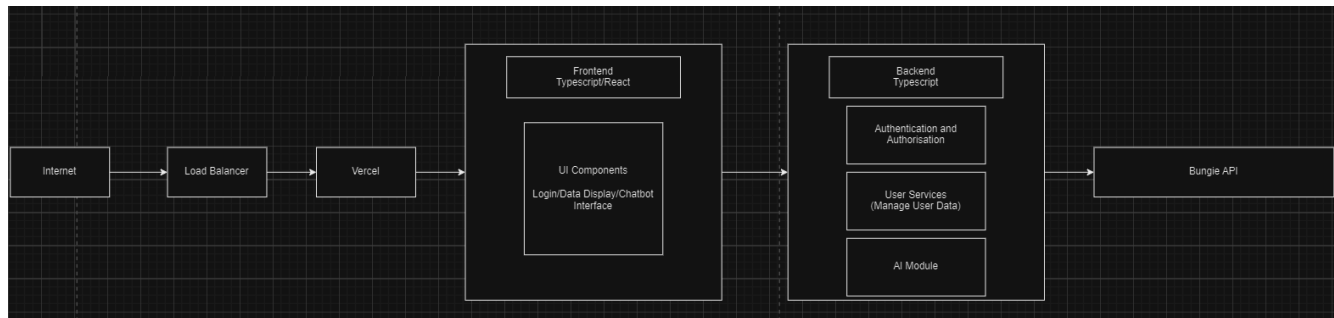 Internet
Load Balancer
Vercel
Frontend
Typescript/React
UI Components
Login/Data Display/Chatbot
Interface
Backend
Typescript
Authentication and
Authorisation
User Services
(Manage User Data)
AI Module
Bungie API